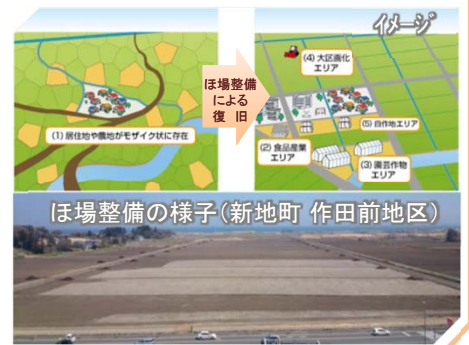 イメージ
(1) 居住地や農地がモザイク状に存在
ほ場整備
による
復 旧
(4) 大区画化
エリア
(5) 自作地エリア
(2) 食品産業
エリア
(3) 園芸作物
エリア
ほ場整備の様子(新地町 作田前地区)